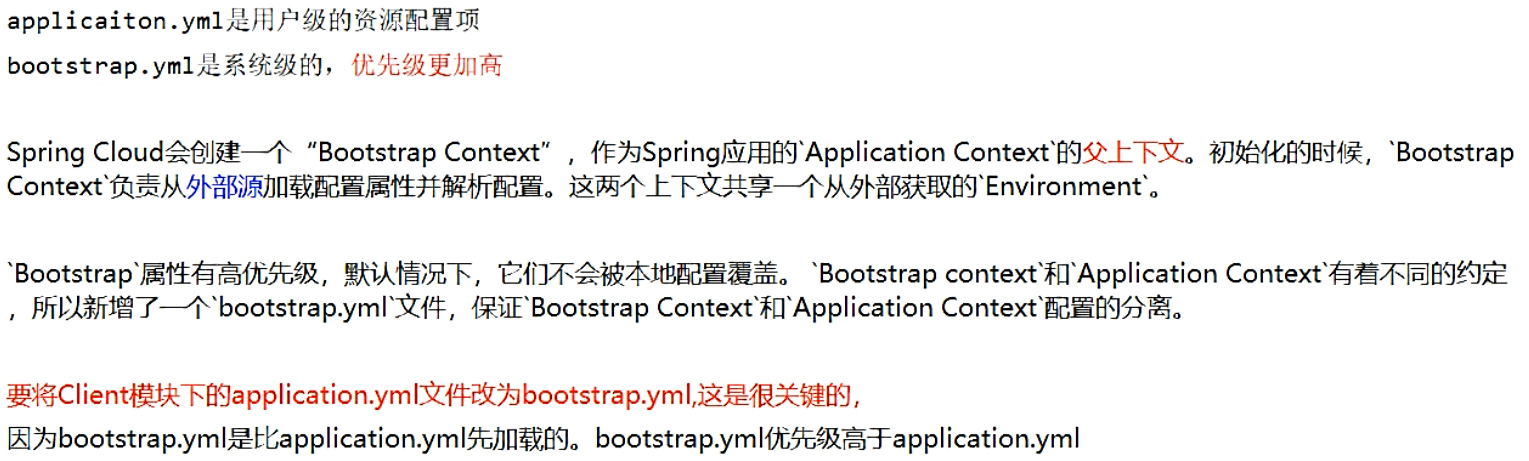 applicaiton.yml是用户级的资源配置项
bootstrap.yml是系统级的，优先级更加高
Spring Cloud会创建一个“Bootstrap Context”，作为Spring应用的`Application Context`的父上下文。初始化的时候，`Bootstrap
Context`负责从外部源加载配置属性并解析配置。这两个上下文共享一个从外部获取的`Environment`。
`Bootstrap`属性有高优先级，默认情况下，它们不会被本地配置覆盖。 `Bootstrap context`和`Application Context`有着不同的约定
，所以新增了一个`bootstrap.yml`文件，保证`Bootstrap Context`和`Application Context`配置的分离。
要将Client模块下的application.yml文件改为bootstrap.yml,这是很关键的，
因为bootstrap.yml是比application.yml先加载的。bootstrap.yml优先级高于application.yml